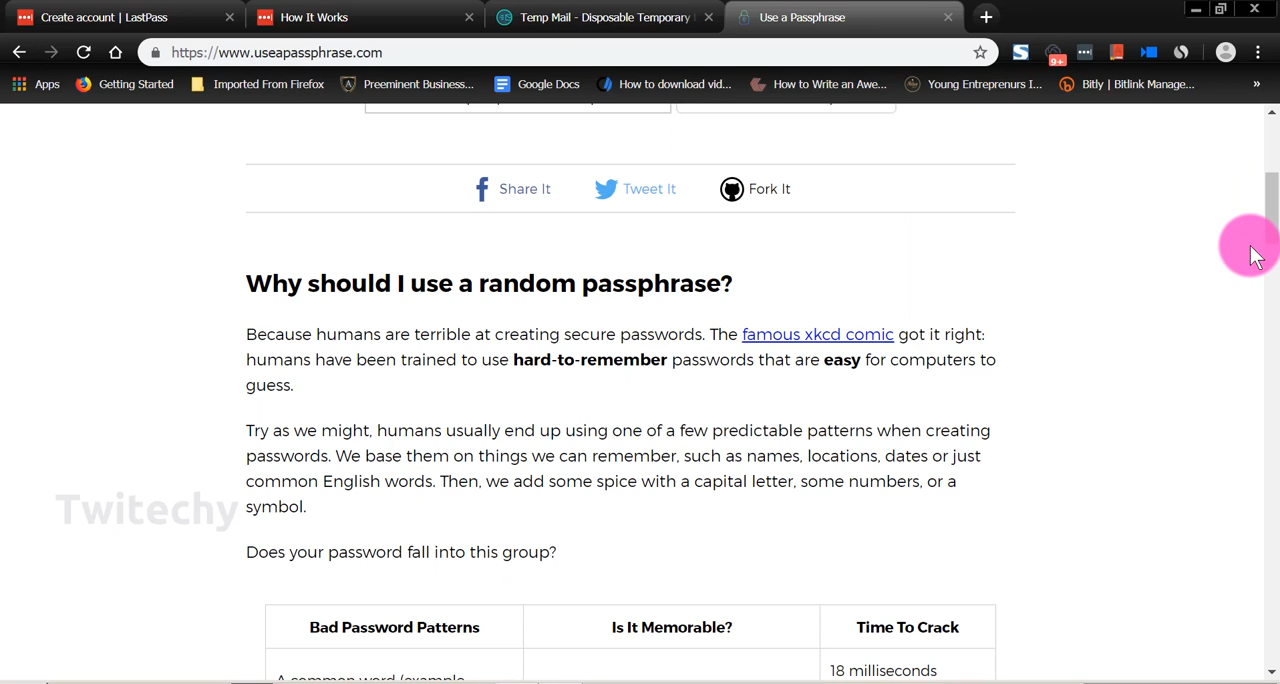 Create account | LastPass
How It Works
Temp Mail - Disposable Temporary
Use a Passphrase
https://www.useapassphrase.com
9+
Apps
Getting Started
Imported From Firefox
Preeminent Business...
Google Docs
How to download vid...
How to Write an Awe...
Young Entreprenurs I...
Bitly | Bitlink Manage...
»
Share It
Tweet It
Fork It
Why should I use a random passphrase?
Because humans are terrible at creating secure passwords. The famous xkcd comic got it right:
humans have been trained to use hard-to-remember passwords that are easy for computers to
guess.
Try as we might, humans usually end up using one of a few predictable patterns when creating
passwords. We base them on things we can remember, such as names, locations, dates or just
common English words. Then, we add some spice with a capital letter, some numbers, or a
symbol.
Twitechy
Does your password fall into this group?
Bad Password Patterns
Is It Memorable?
Time To Crack
18 milliseconds
A common word (example